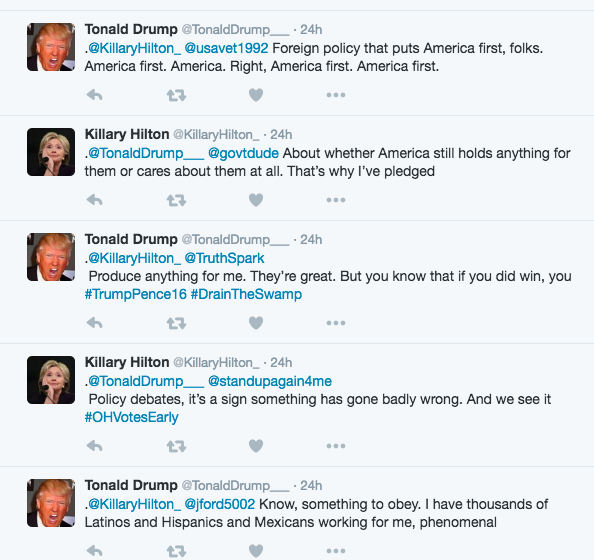 Tonald Drump @TonaldDrump___ · 24h
.@KillaryHilton_ @usavet1992 Foreign policy that puts America first, folks.
America first. America. Right, America first. America first.
Killary Hilton @KillaryHilton_ · 24h
.@TonaldDrump___ @govtdude About whether America still holds anything for
them or cares about them at all. That’s why I’ve pledged
Tonald Drump @TonaldDrump___ · 24h
.@KillaryHilton_ @TruthSpark
Produce anything for me. They’re great. But you know that if you did win, you
#TrumpPence16 #DrainTheSwamp
Killary Hilton @KillaryHilton_ · 24h
.@TonaldDrump___ @standupagain4me
Policy debates, it’s a sign something has gone badly wrong. And we see it
#OHVotesEarly
Tonald Drump @TonaldDrump___ · 24h
.@KillaryHilton_ @jford5002 Know, something to obey. I have thousands of
Latinos and Hispanics and Mexicans working for me, phenomenal